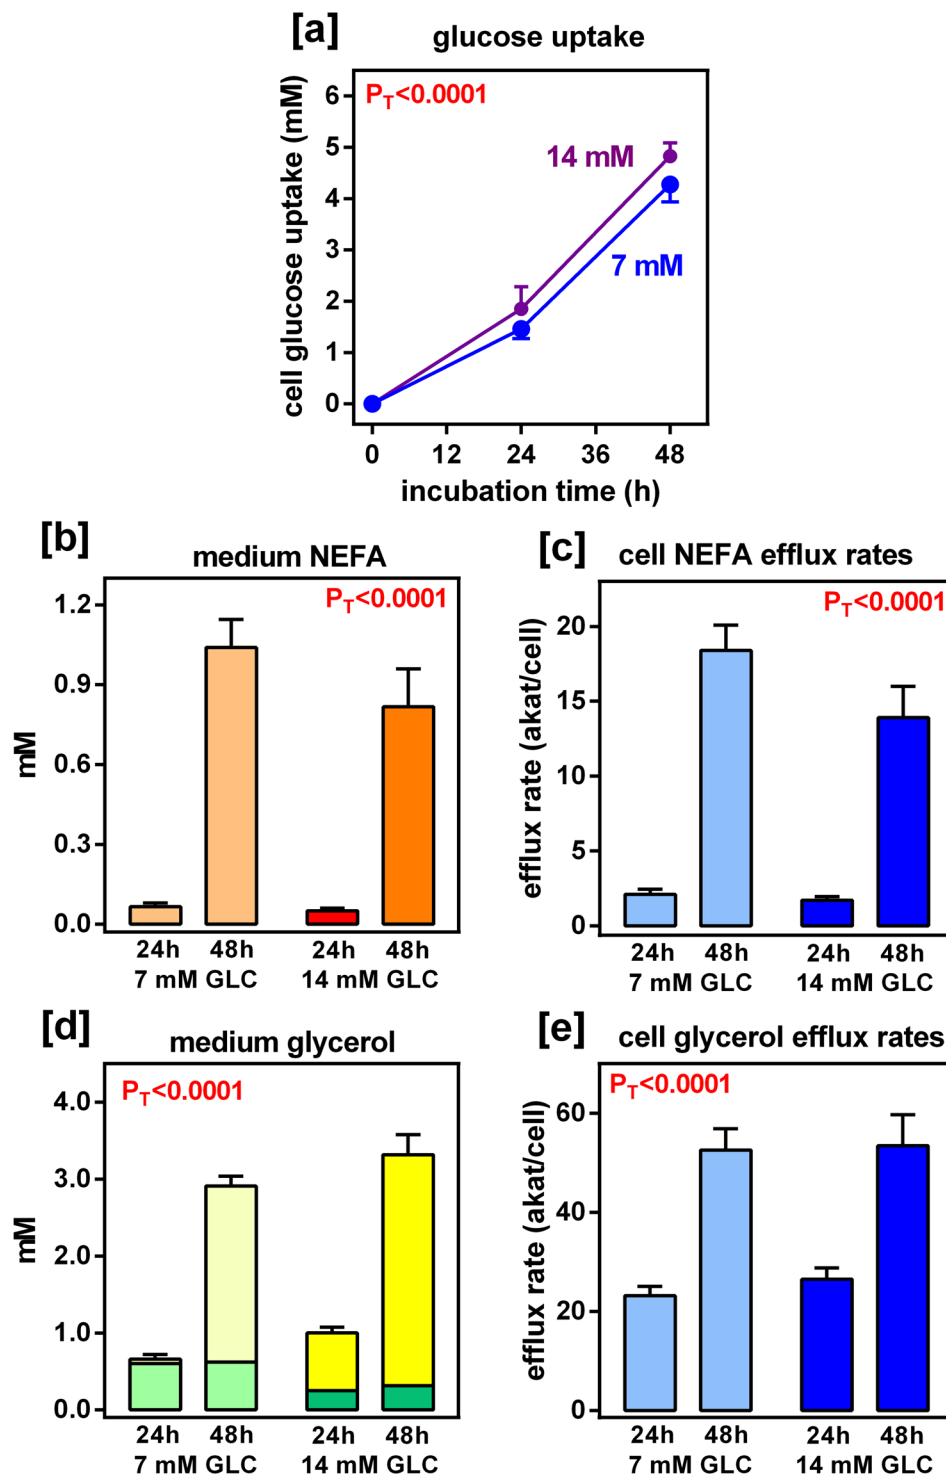 [a] glucose uptake
P_T<0.0001
cell glucose uptake (mM)
6
5
4
3
2
1
0
14 mM
7 mM
0 12 24 36 48
incubation time (h)
[b] medium NEFA
P_T<0.0001
mM
1.2
0.9
0.6
0.3
0.0
24h 48h 24h 48h
7 mM GLC 14 mM GLC
[c] cell NEFA efflux rates
P_T<0.0001
efflux rate (akat/cell)
20
15
10
5
0
24h 48h 24h 48h
7 mM GLC 14 mM GLC
[d] medium glycerol
P_T<0.0001
mM
4.0
3.0
2.0
1.0
0.0
24h 48h 24h 48h
7 mM GLC 14 mM GLC
[e] cell glycerol efflux rates
P_T<0.0001
efflux rate (akat/cell)
60
40
20
0
24h 48h 24h 48h
7 mM GLC 14 mM GLC